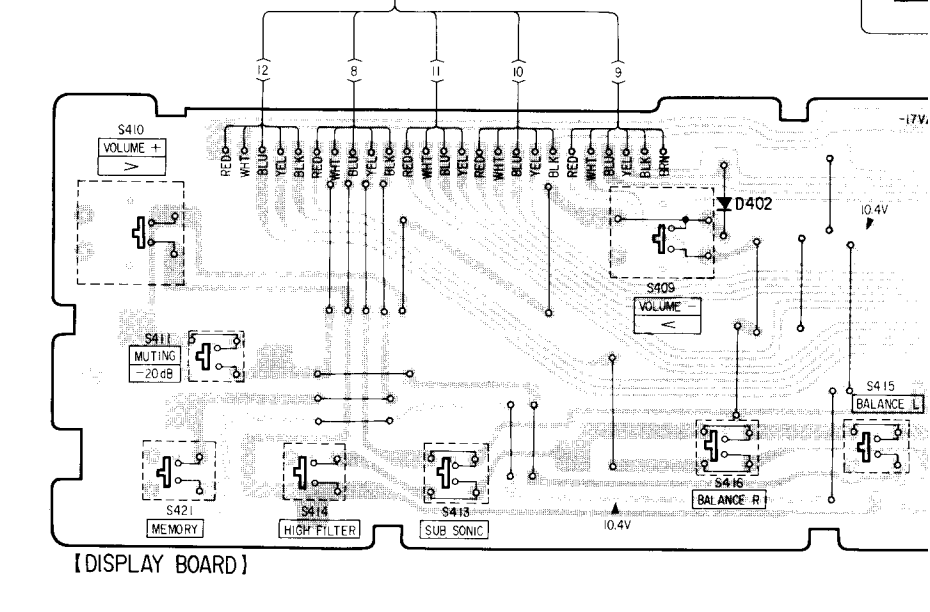 12 8 11 10 9
-17V
S410
VOLUME +
>
RED WHT BLU YEL BLK RED WHT BLU YEL BLK RED WHT BLU YEL RED WHT BLU YEL BLK RED WHT BLU YEL BLK BRN
D402
10.4V
S409
VOLUME -
<
S411
MUTING
-20dB
S415
BALANCE L
S421
MEMORY
S414
HIGH FILTER
S413
SUB SONIC
S416
BALANCE R
10.4V
[DISPLAY BOARD]